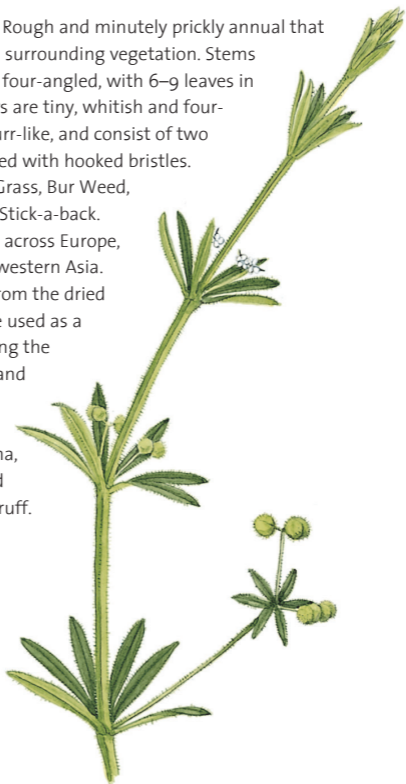 Rough and minutely prickly annual that
surrounding vegetation. Stems
four-angled, with 6–9 leaves in
s are tiny, whitish and four-
urr-like, and consist of two
ed with hooked bristles.
Grass, Bur Weed,
Stick-a-back.
across Europe,
western Asia.
rom the dried
e used as a
ng the
and
na,
d
ruff.